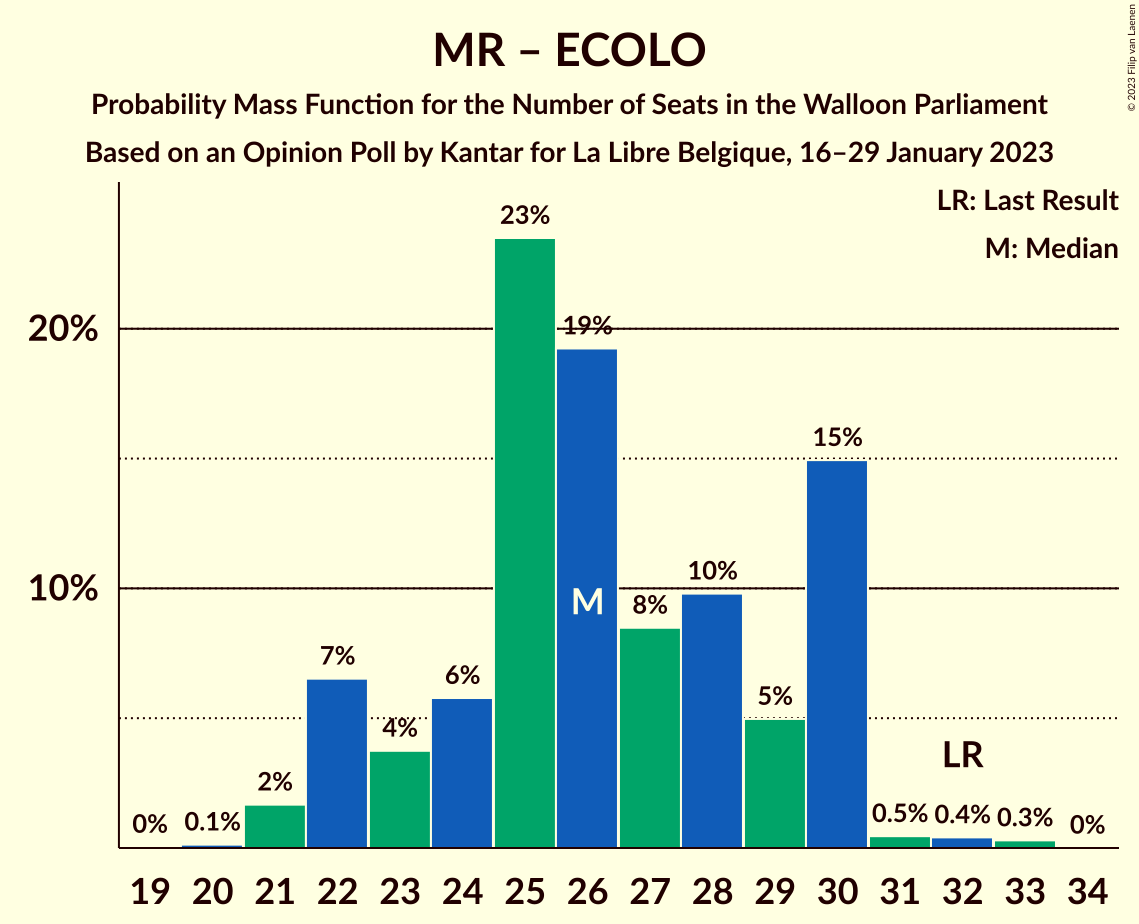 MR – ECOLO
Probability Mass Function for the Number of Seats in the Walloon Parliament
Based on an Opinion Poll by Kantar for La Libre Belgique, 16–29 January 2023
© 2023 Filip van Laenen
LR: Last Result
M: Median
20%
10%
0%
0.1%
2%
7%
4%
6%
23%
19%
8%
10%
5%
15%
0.5%
0.4%
0.3%
0%
M
LR
19 20 21 22 23 24 25 26 27 28 29 30 31 32 33 34